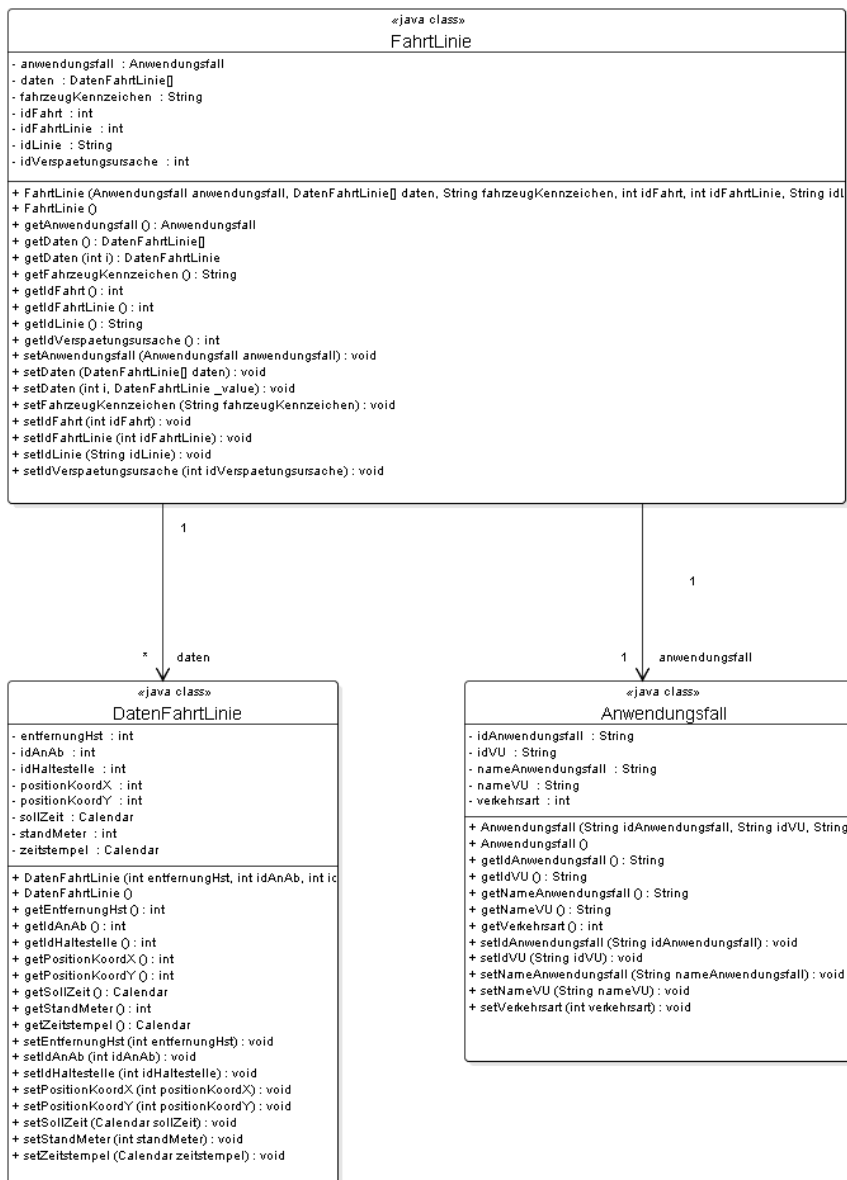 «java class»
FahrtLinie
- anwendungsfall : Anwendungsfall
- daten : DatenFahrtLinie[]
- fahrzeugKennzeichen : String
- idFahrt : int
- idFahrtLinie : int
- idLinie : String
- idVerspaetungsursache : int
+ FahrtLinie (Anwendungsfall anwendungsfall, DatenFahrtLinie[] daten, String fahrzeugKennzeichen, int idFahrt, int idFahrtLinie, String idL
+ FahrtLinie ()
+ getAnwendungsfall () : Anwendungsfall
+ getDaten () : DatenFahrtLinie[]
+ getDaten (int i) : DatenFahrtLinie
+ getFahrzeugKennzeichen () : String
+ getIdFahrt () : int
+ getIdFahrtLinie () : int
+ getIdLinie () : String
+ getIdVerspaetungsursache () : int
+ setAnwendungsfall (Anwendungsfall anwendungsfall) : void
+ setDaten (DatenFahrtLinie[] daten) : void
+ setDaten (int i, DatenFahrtLinie _value) : void
+ setFahrzeugKennzeichen (String fahrzeugKennzeichen) : void
+ setIdFahrt (int idFahrt) : void
+ setIdFahrtLinie (int idFahrtLinie) : void
+ setIdLinie (String idLinie) : void
+ setIdVerspaetungsursache (int idVerspaetungsursache) : void
1
1
* daten
1 anwendungsfall
«java class»
DatenFahrtLinie
- entfernungHst : int
- idAnAb : int
- idHaltestelle : int
- positionKoordX : int
- positionKoordY : int
- sollZeit : Calendar
- standMeter : int
- zeitstempel : Calendar
+ DatenFahrtLinie (int entfernungHst, int idAnAb, int ic
+ DatenFahrtLinie ()
+ getEntfernungHst () : int
+ getIdAnAb () : int
+ getIdHaltestelle () : int
+ getPositionKoordX () : int
+ getPositionKoordY () : int
+ getSollZeit () : Calendar
+ getStandMeter () : int
+ getZeitstempel () : Calendar
+ setEntfernungHst (int entfernungHst) : void
+ setIdAnAb (int idAnAb) : void
+ setIdHaltestelle (int idHaltestelle) : void
+ setPositionKoordX (int positionKoordX) : void
+ setPositionKoordY (int positionKoordY) : void
+ setSollZeit (Calendar sollZeit) : void
+ setStandMeter (int standMeter) : void
+ setZeitstempel (Calendar zeitstempel) : void
«java class»
Anwendungsfall
- idAnwendungsfall : String
- idVU : String
- nameAnwendungsfall : String
- nameVU : String
- verkehrsart : int
+ Anwendungsfall (String idAnwendungsfall, String idVU, String
+ Anwendungsfall ()
+ getIdAnwendungsfall () : String
+ getIdVU () : String
+ getNameAnwendungsfall () : String
+ getNameVU () : String
+ getVerkehrsart () : int
+ setIdAnwendungsfall (String idAnwendungsfall) : void
+ setIdVU (String idVU) : void
+ setNameAnwendungsfall (String nameAnwendungsfall) : void
+ setNameVU (String nameVU) : void
+ setVerkehrsart (int verkehrsart) : void